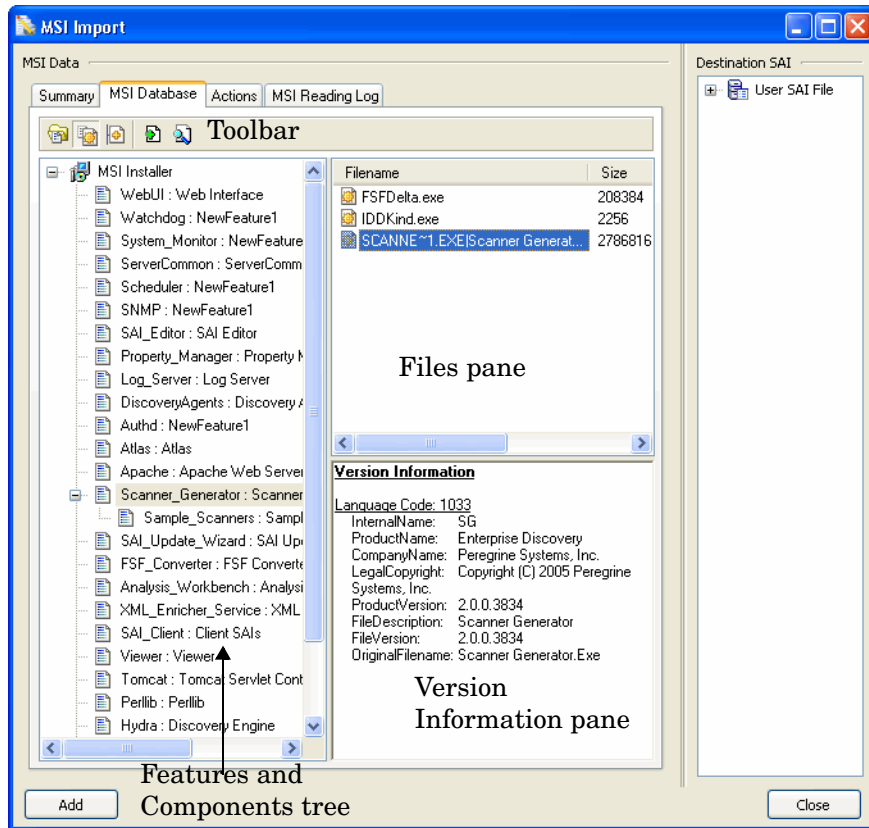 MSI Import
MSI Data
Destination SAI
Summary MSI Database Actions MSI Reading Log
User SAI File
Toolbar
MSI Installer
WebUI : Web Interface
Watchdog : NewFeature1
System_Monitor : NewFeature
ServerCommon : ServerComm
Scheduler : NewFeature1
SNMP : NewFeature1
SAI_Editor : SAI Editor
Property_Manager : Property M
Log_Server : Log Server
DiscoveryAgents : Discovery A
Authd : NewFeature1
Atlas : Atlas
Apache : Apache Web Server
Scanner_Generator : Scanner
Sample_Scanners : Sampl
SAI_Update_Wizard : SAI Up
FSF_Converter : FSF Converte
Analysis_Workbench : Analysi
XML_Enricher_Service : XML
SAI_Client : Client SAIs
Viewer : Viewer
Tomcat : Tomcat Servlet Cont
Perllib : Perllib
Hydra : Discovery Engine
Filename Size
FSFDelta.exe 208384
IDDKind.exe 2256
SCANNE~1.EXE|Scanner Generat... 2786816
Files pane
Version Information
Language Code: 1033
InternalName: SG
ProductName: Enterprise Discovery
CompanyName: Peregrine Systems, Inc.
LegalCopyright: Copyright (C) 2005 Peregrine
Systems, Inc.
ProductVersion: 2.0.0.3834
FileDescription: Scanner Generator
FileVersion: 2.0.0.3834
OriginalFilename: Scanner Generator.Exe
Version
Information pane
Features and
Components tree
Add
Close